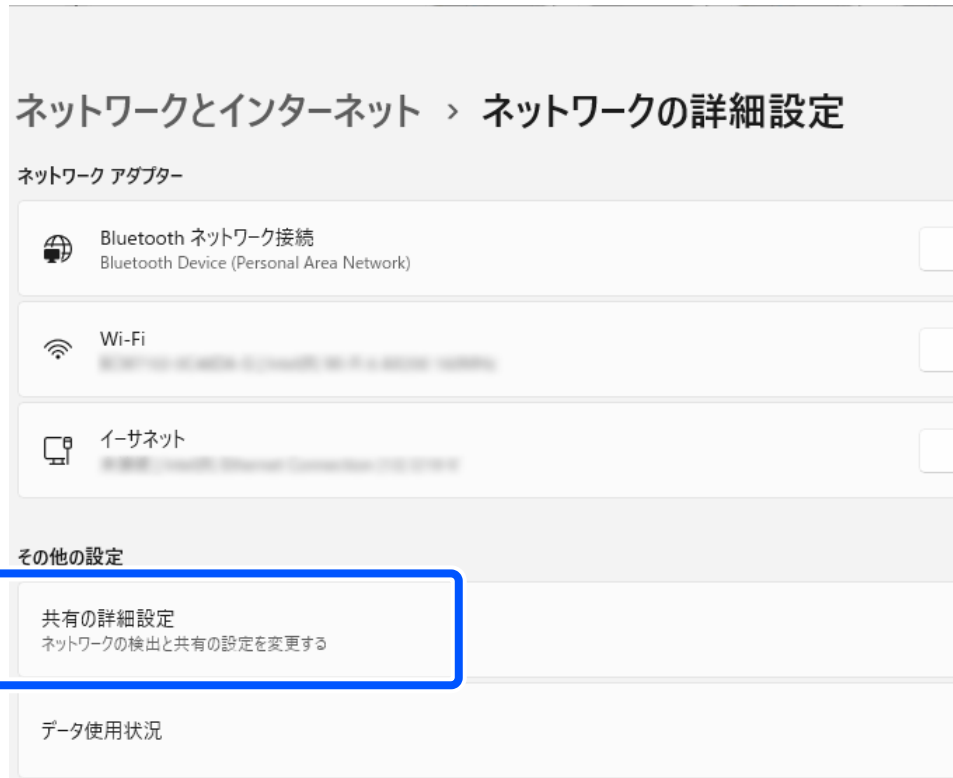 ネットワークとインターネット › ネットワークの詳細設定
ネットワーク アダプター
Bluetooth ネットワーク接続
Bluetooth Device (Personal Area Network)
Wi-Fi
イーサネット
その他の設定
共有の詳細設定
ネットワークの検出と共有の設定を変更する
データ使用状況